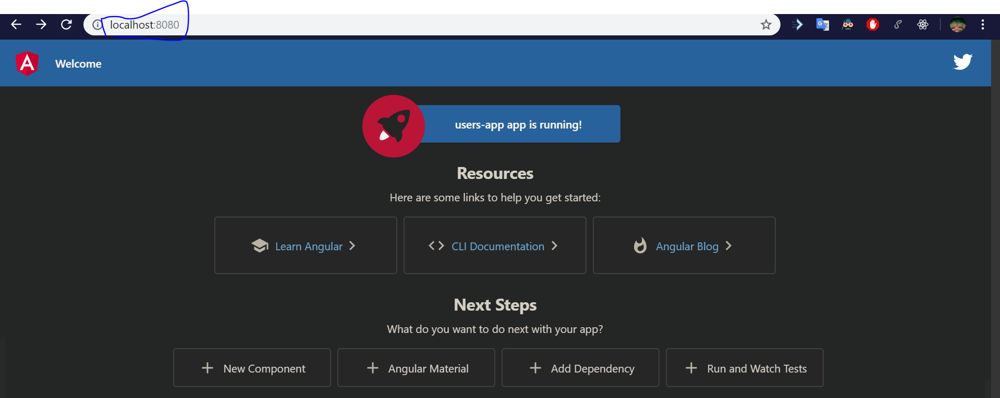 localhost:8080
Welcome
users-app app is running!
Resources
Here are some links to help you get started:
Learn Angular
CLI Documentation
Angular Blog
Next Steps
What do you want to do next with your app?
New Component
Angular Material
Add Dependency
Run and Watch Tests